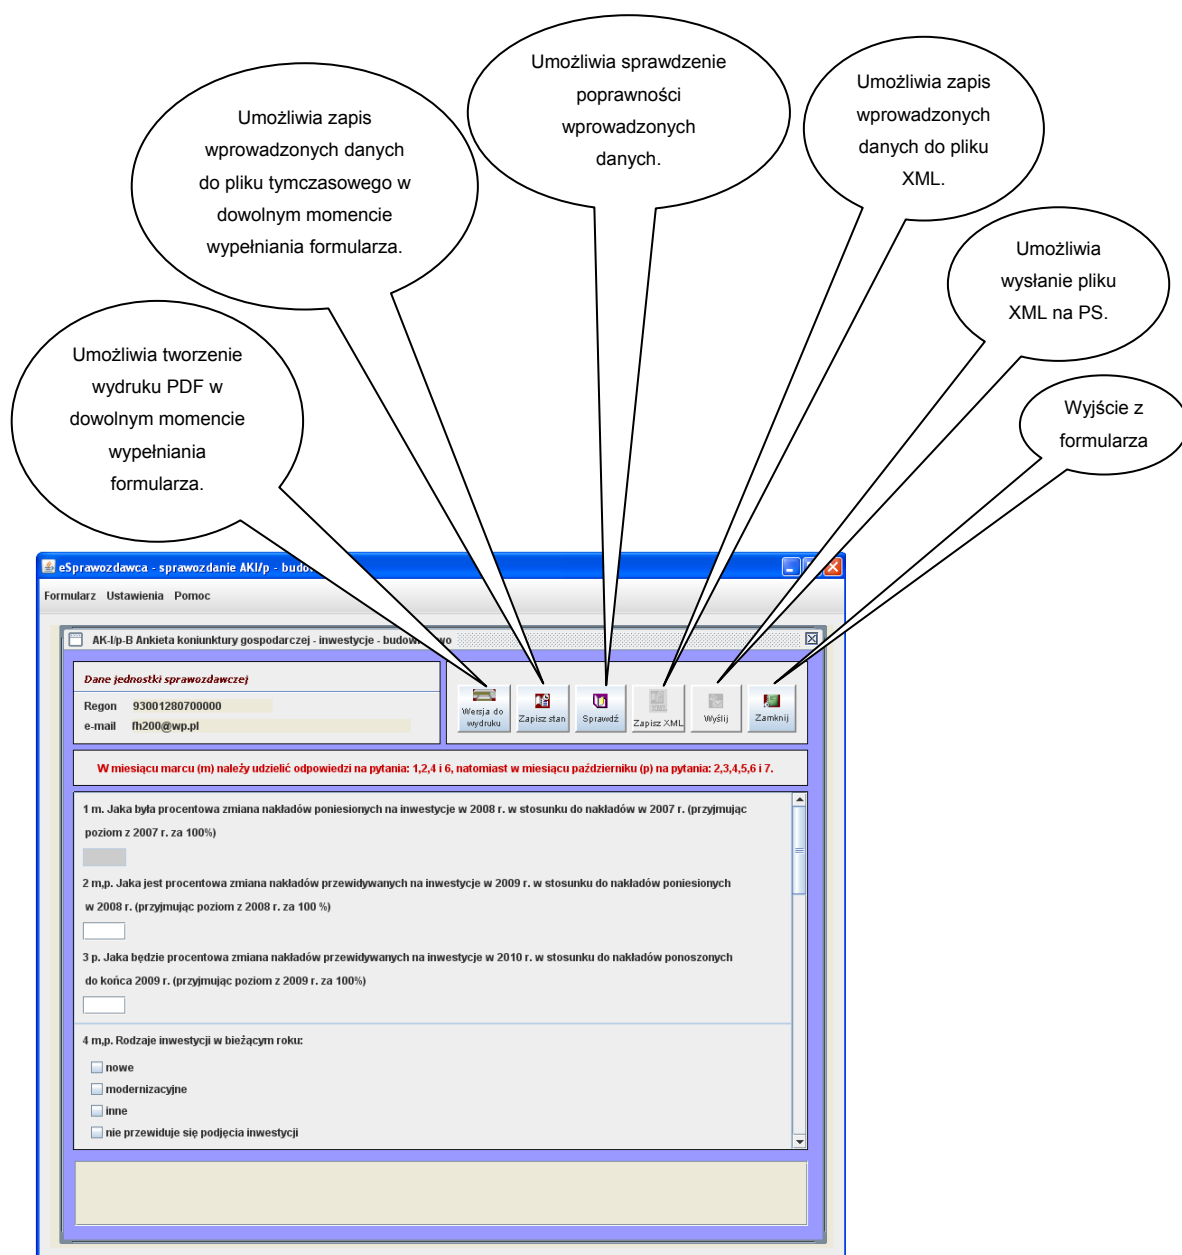 Umożliwia sprawdzenie
poprawności
wprowadzonych
danych.
Umożliwia zapis
wprowadzonych
danych do pliku
XML.
Umożliwia zapis
wprowadzonych danych
do pliku tymczasowego w
dowolnym momencie
wypełniania formularza.
Umożliwia
wysłanie pliku
XML na PS.
Umożliwia tworzenie
wydruku PDF w
dowolnym momencie
wypełniania
formularza.
Wyjście z
formularza
eSprawozdawca - sprawozdanie AKI/p -
Formularz Ustawienia Pomoc
AK-I/p-B Ankieta koniunktury gospodarczej - inwestycje -
Dane jednostki sprawozdawczej
Regon 93001280700000
e-mail fh200@wp.pl
Wersja do
wydruku
Zapisz stan
Sprawdź
Zapisz XML
Wyślij
Zamknij
W miesiącu marcu (m) należy udzielić odpowiedzi na pytania: 1,2,4 i 6, natomiast w miesiącu październiku (p) na pytania: 2,3,4,5,6 i 7.
1 m. Jaka była procentowa zmiana nakładów poniesionych na inwestycje w 2008 r. w stosunku do nakładów w 2007 r. (przyjmując
poziom z 2007 r. za 100%)
2 m,p. Jaka jest procentowa zmiana nakładów przewidywanych na inwestycje w 2009 r. w stosunku do nakładów poniesionych
w 2008 r. (przyjmując poziom z 2008 r. za 100 %)
3 p. Jaka będzie procentowa zmiana nakładów przewidywanych na inwestycje w 2010 r. w stosunku do nakładów ponoszonych
do końca 2009 r. (przyjmując poziom z 2009 r. za 100%)
4 m,p. Rodzaje inwestycji w bieżącym roku:
nowe
modernizacyjne
inne
nie przewiduje się podjęcia inwestycji